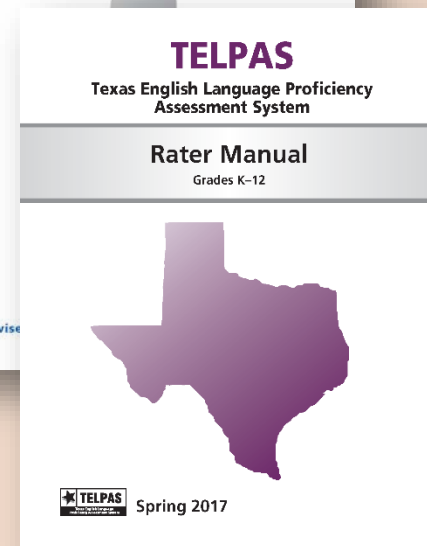 TELPAS
Texas English Language Proficiency
Assessment System
Rater Manual
Grades K–12
vise
TELPAS
Spring 2017